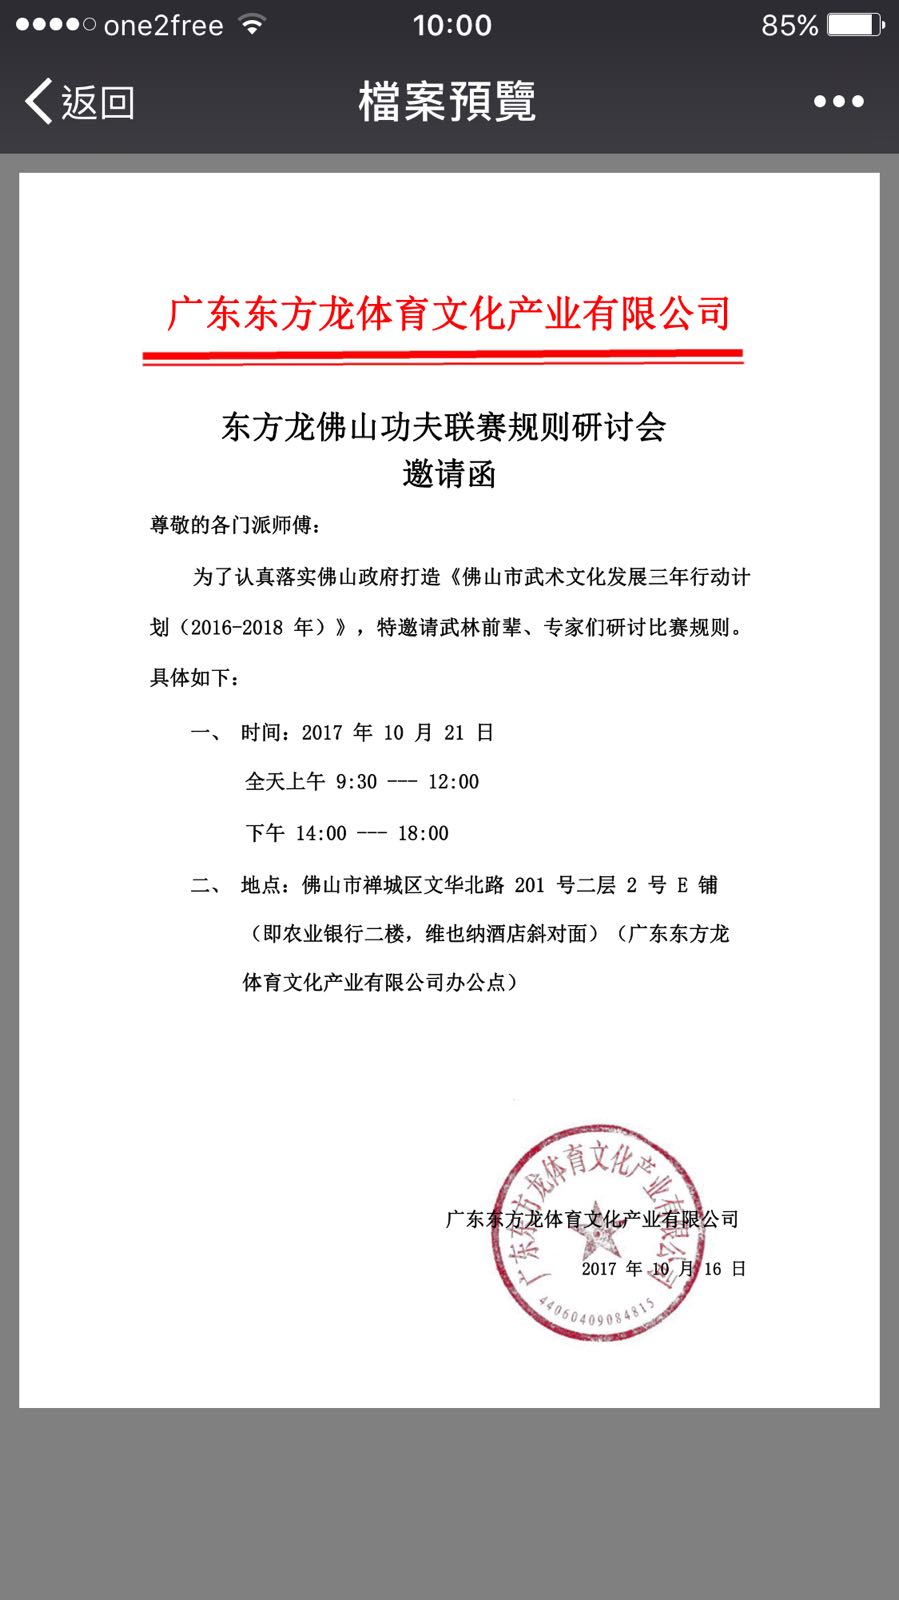 one2free 10:00 85%
返回 檔案預覽
广东东方龙体育文化产业有限公司
东方龙佛山功夫联赛规则研讨会
邀请函
尊敬的各门派师傅：
为了认真落实佛山政府打造《佛山市武术文化发展三年行动计
划（2016-2018 年）》，特邀请武林前辈、专家们研讨比赛规则。
具体如下：
一、 时间：2017 年 10 月 21 日
全天上午 9:30 --- 12:00
下午 14:00 --- 18:00
二、 地点：佛山市禅城区文华北路 201 号二层 2 号 E 铺
（即农业银行二楼，维也纳酒店斜对面）（广东东方龙
体育文化产业有限公司办公点）
广东东方龙体育文化产业有限公司
广东东方龙体育文化产业有限公司
2017 年 10 月 16 日
44060409084815